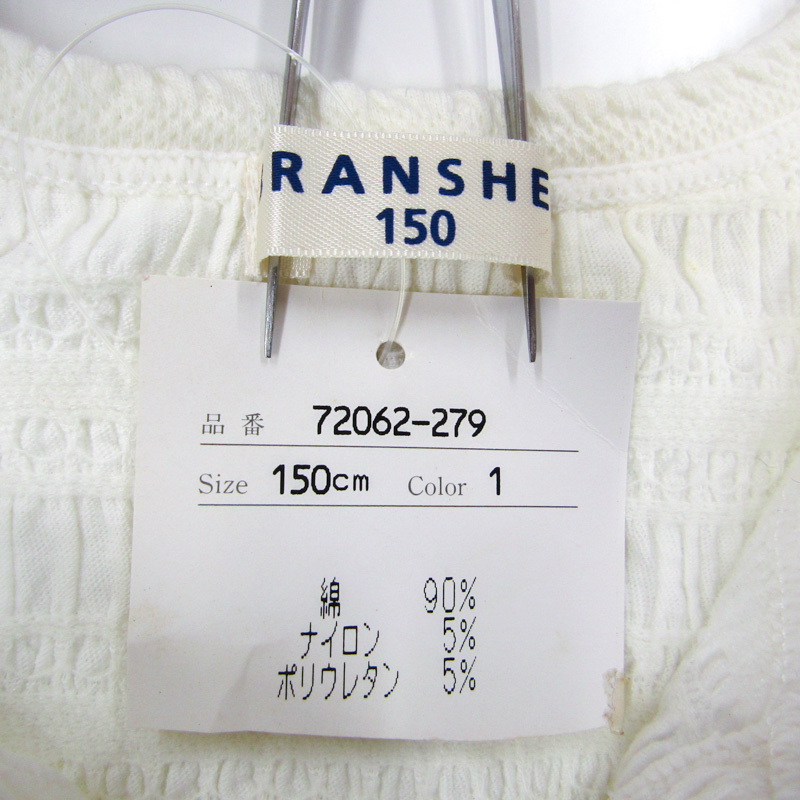 RANSHE
150
品番 72062-279
Size 150cm Color 1
綿 90%
ナイロン 5%
ポリウレタン 5%